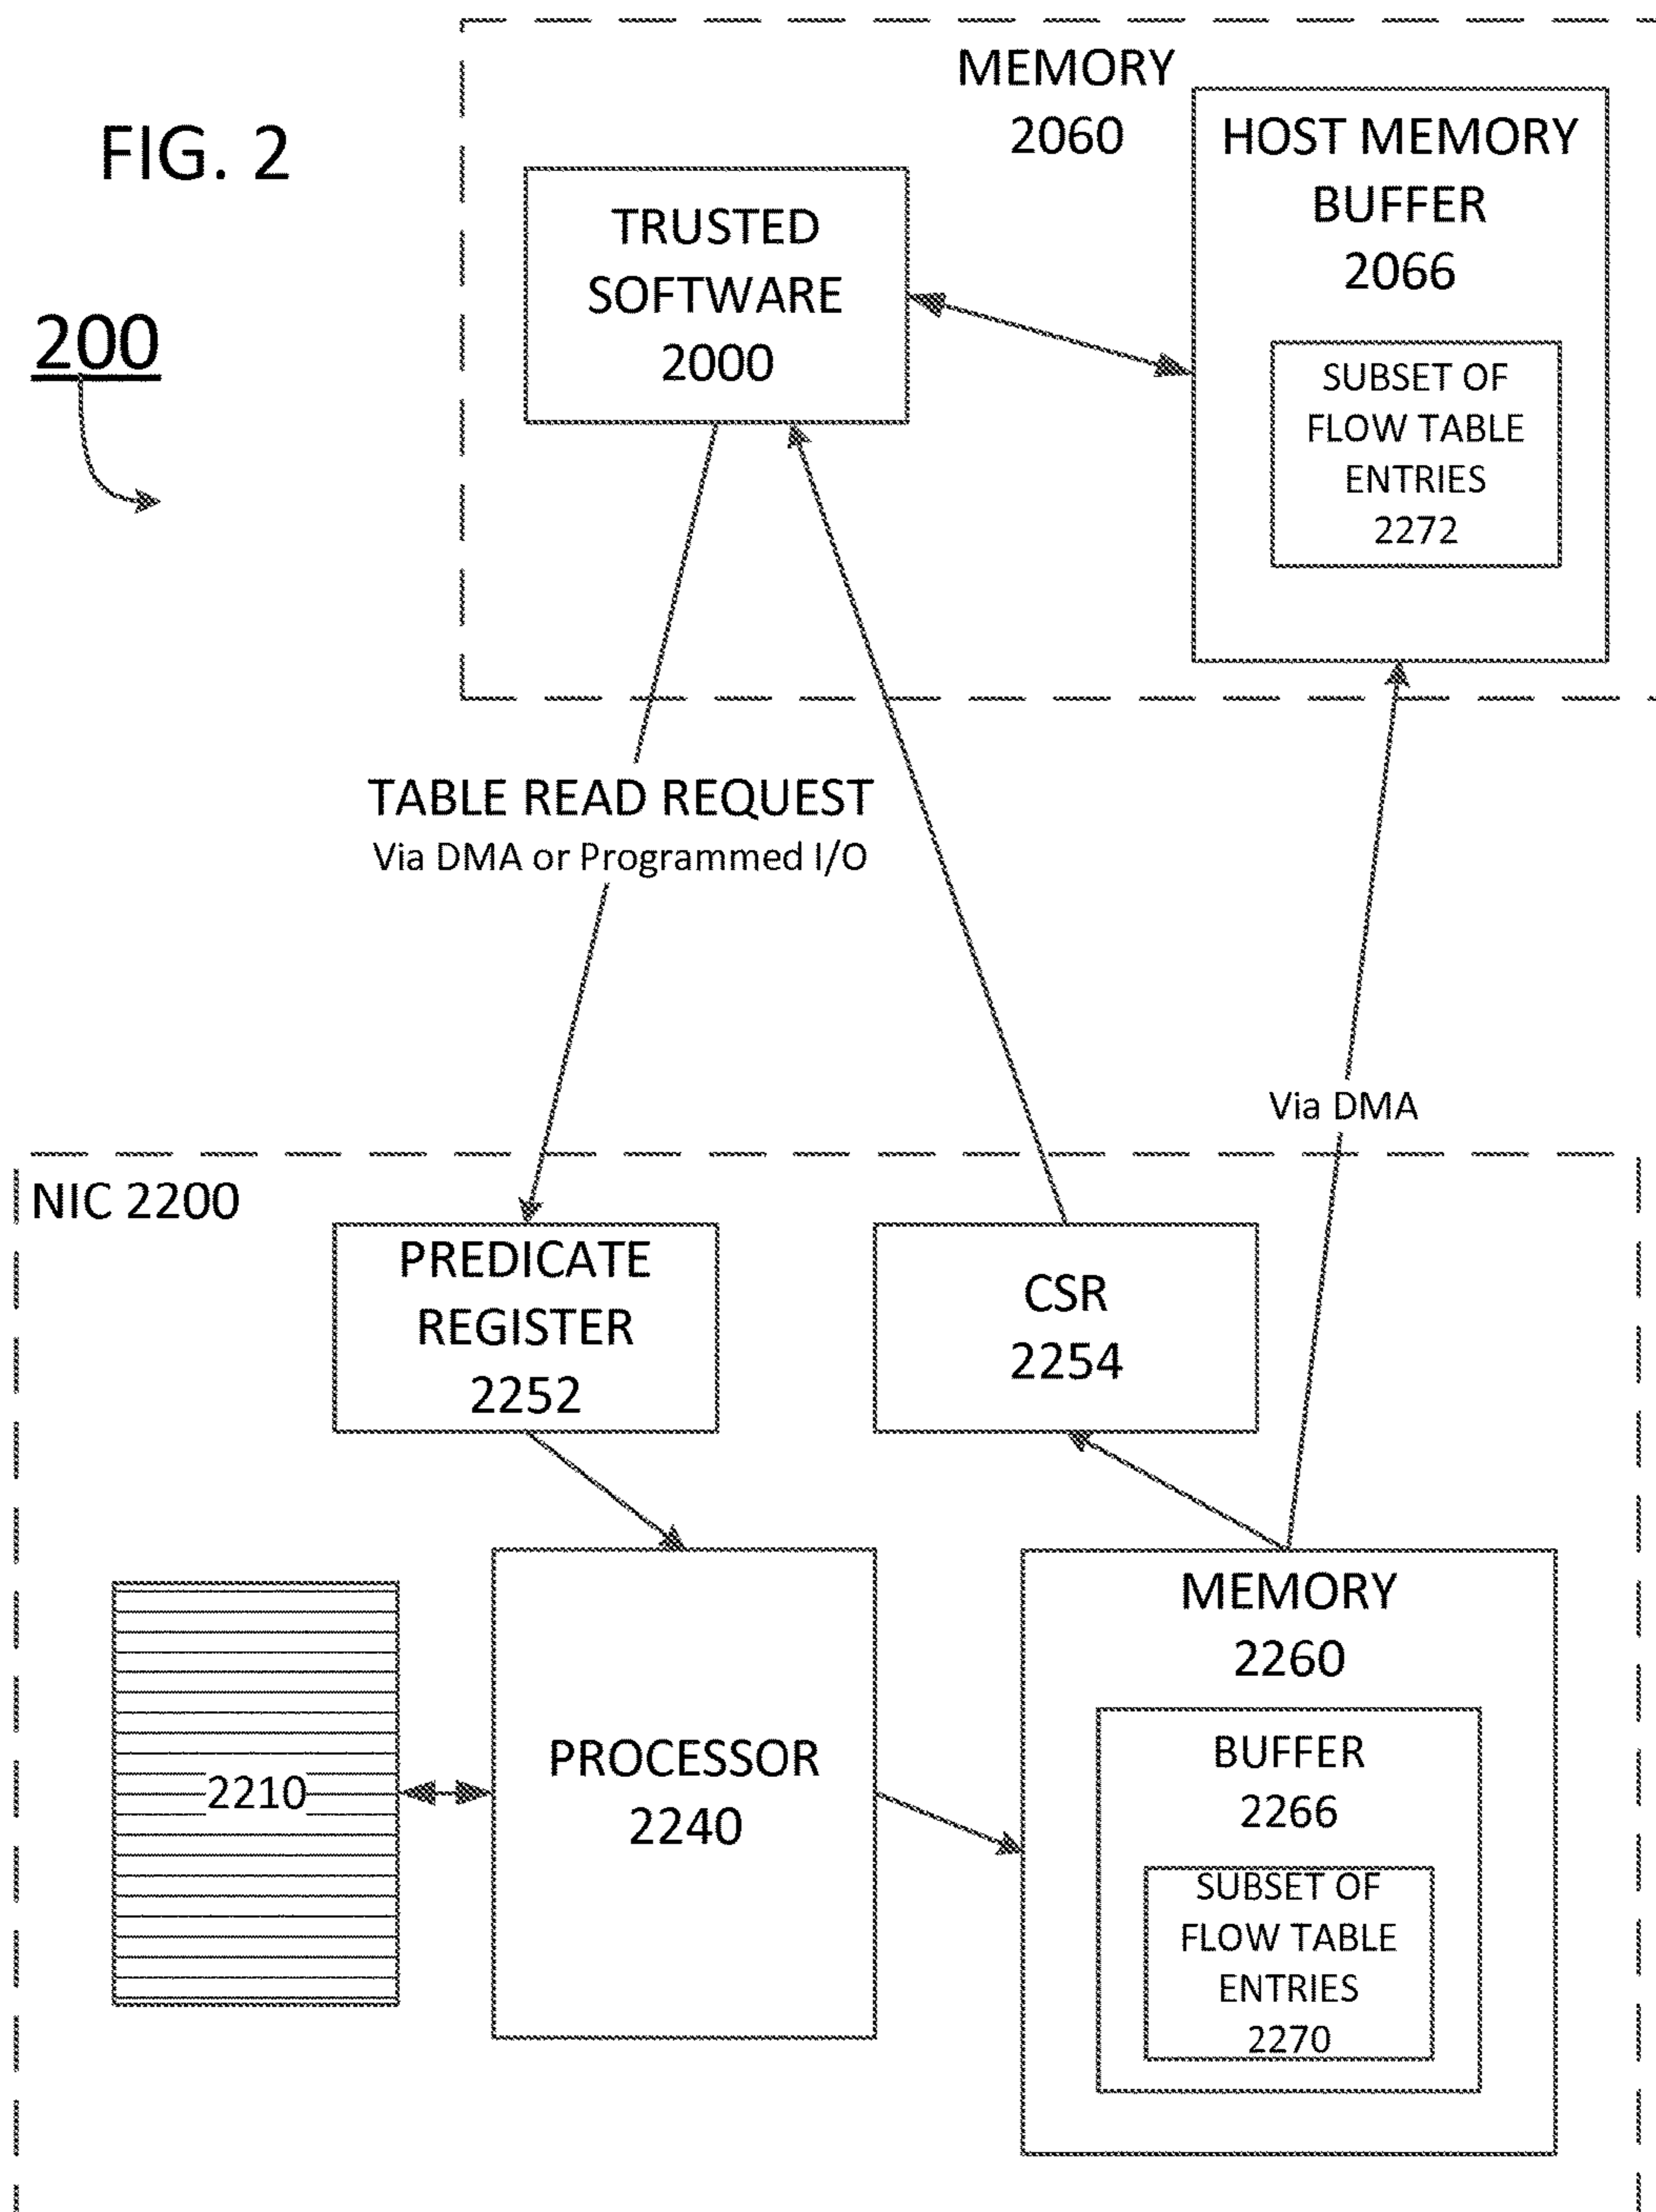 FIG. 2
200
MEMORY
2060
TRUSTED
SOFTWARE
2000
HOST MEMORY
BUFFER
2066
SUBSET OF
FLOW TABLE
ENTRIES
2272
TABLE READ REQUEST
Via DMA or Programmed I/O
Via DMA
NIC 2200
PREDICATE
REGISTER
2252
CSR
2254
2210
PROCESSOR
2240
MEMORY
2260
BUFFER
2266
SUBSET OF
FLOW TABLE
ENTRIES
2270